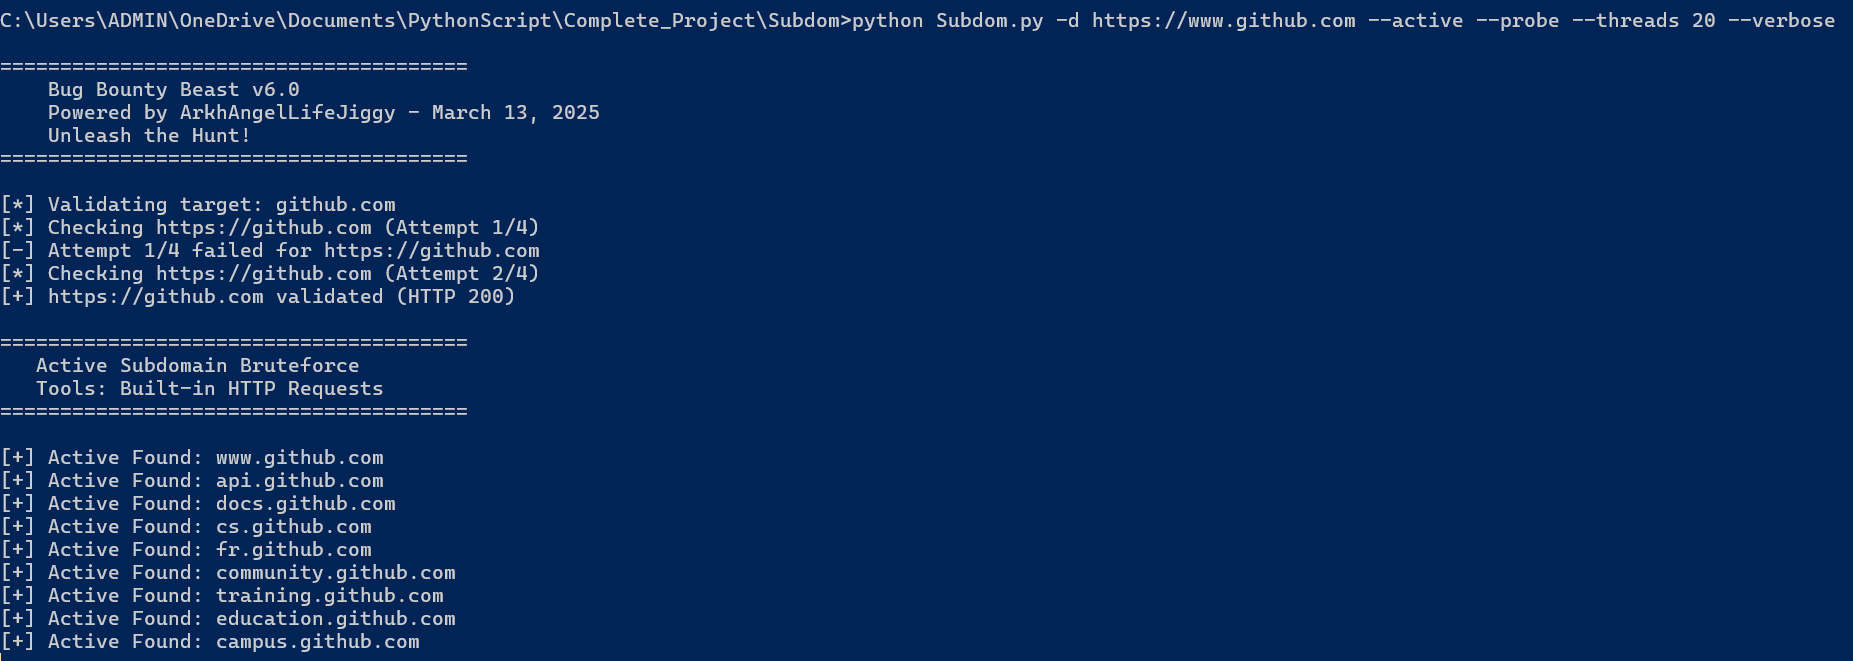 C:\Users\ADMIN\OneDrive\Documents\PythonScript\Complete_Project\Subdom>python Subdom.py -d https://www.github.com --active --probe --threads 20 --verbose
=======================================
Bug Bounty Beast v6.0
Powered by ArkhAngelLifeJiggy - March 13, 2025
Unleash the Hunt!
=======================================
[*] Validating target: github.com
[*] Checking https://github.com (Attempt 1/4)
[-] Attempt 1/4 failed for https://github.com
[*] Checking https://github.com (Attempt 2/4)
[+] https://github.com validated (HTTP 200)
=======================================
Active Subdomain Bruteforce
Tools: Built-in HTTP Requests
=======================================
[+] Active Found: www.github.com
[+] Active Found: api.github.com
[+] Active Found: docs.github.com
[+] Active Found: cs.github.com
[+] Active Found: fr.github.com
[+] Active Found: community.github.com
[+] Active Found: training.github.com
[+] Active Found: education.github.com
[+] Active Found: campus.github.com